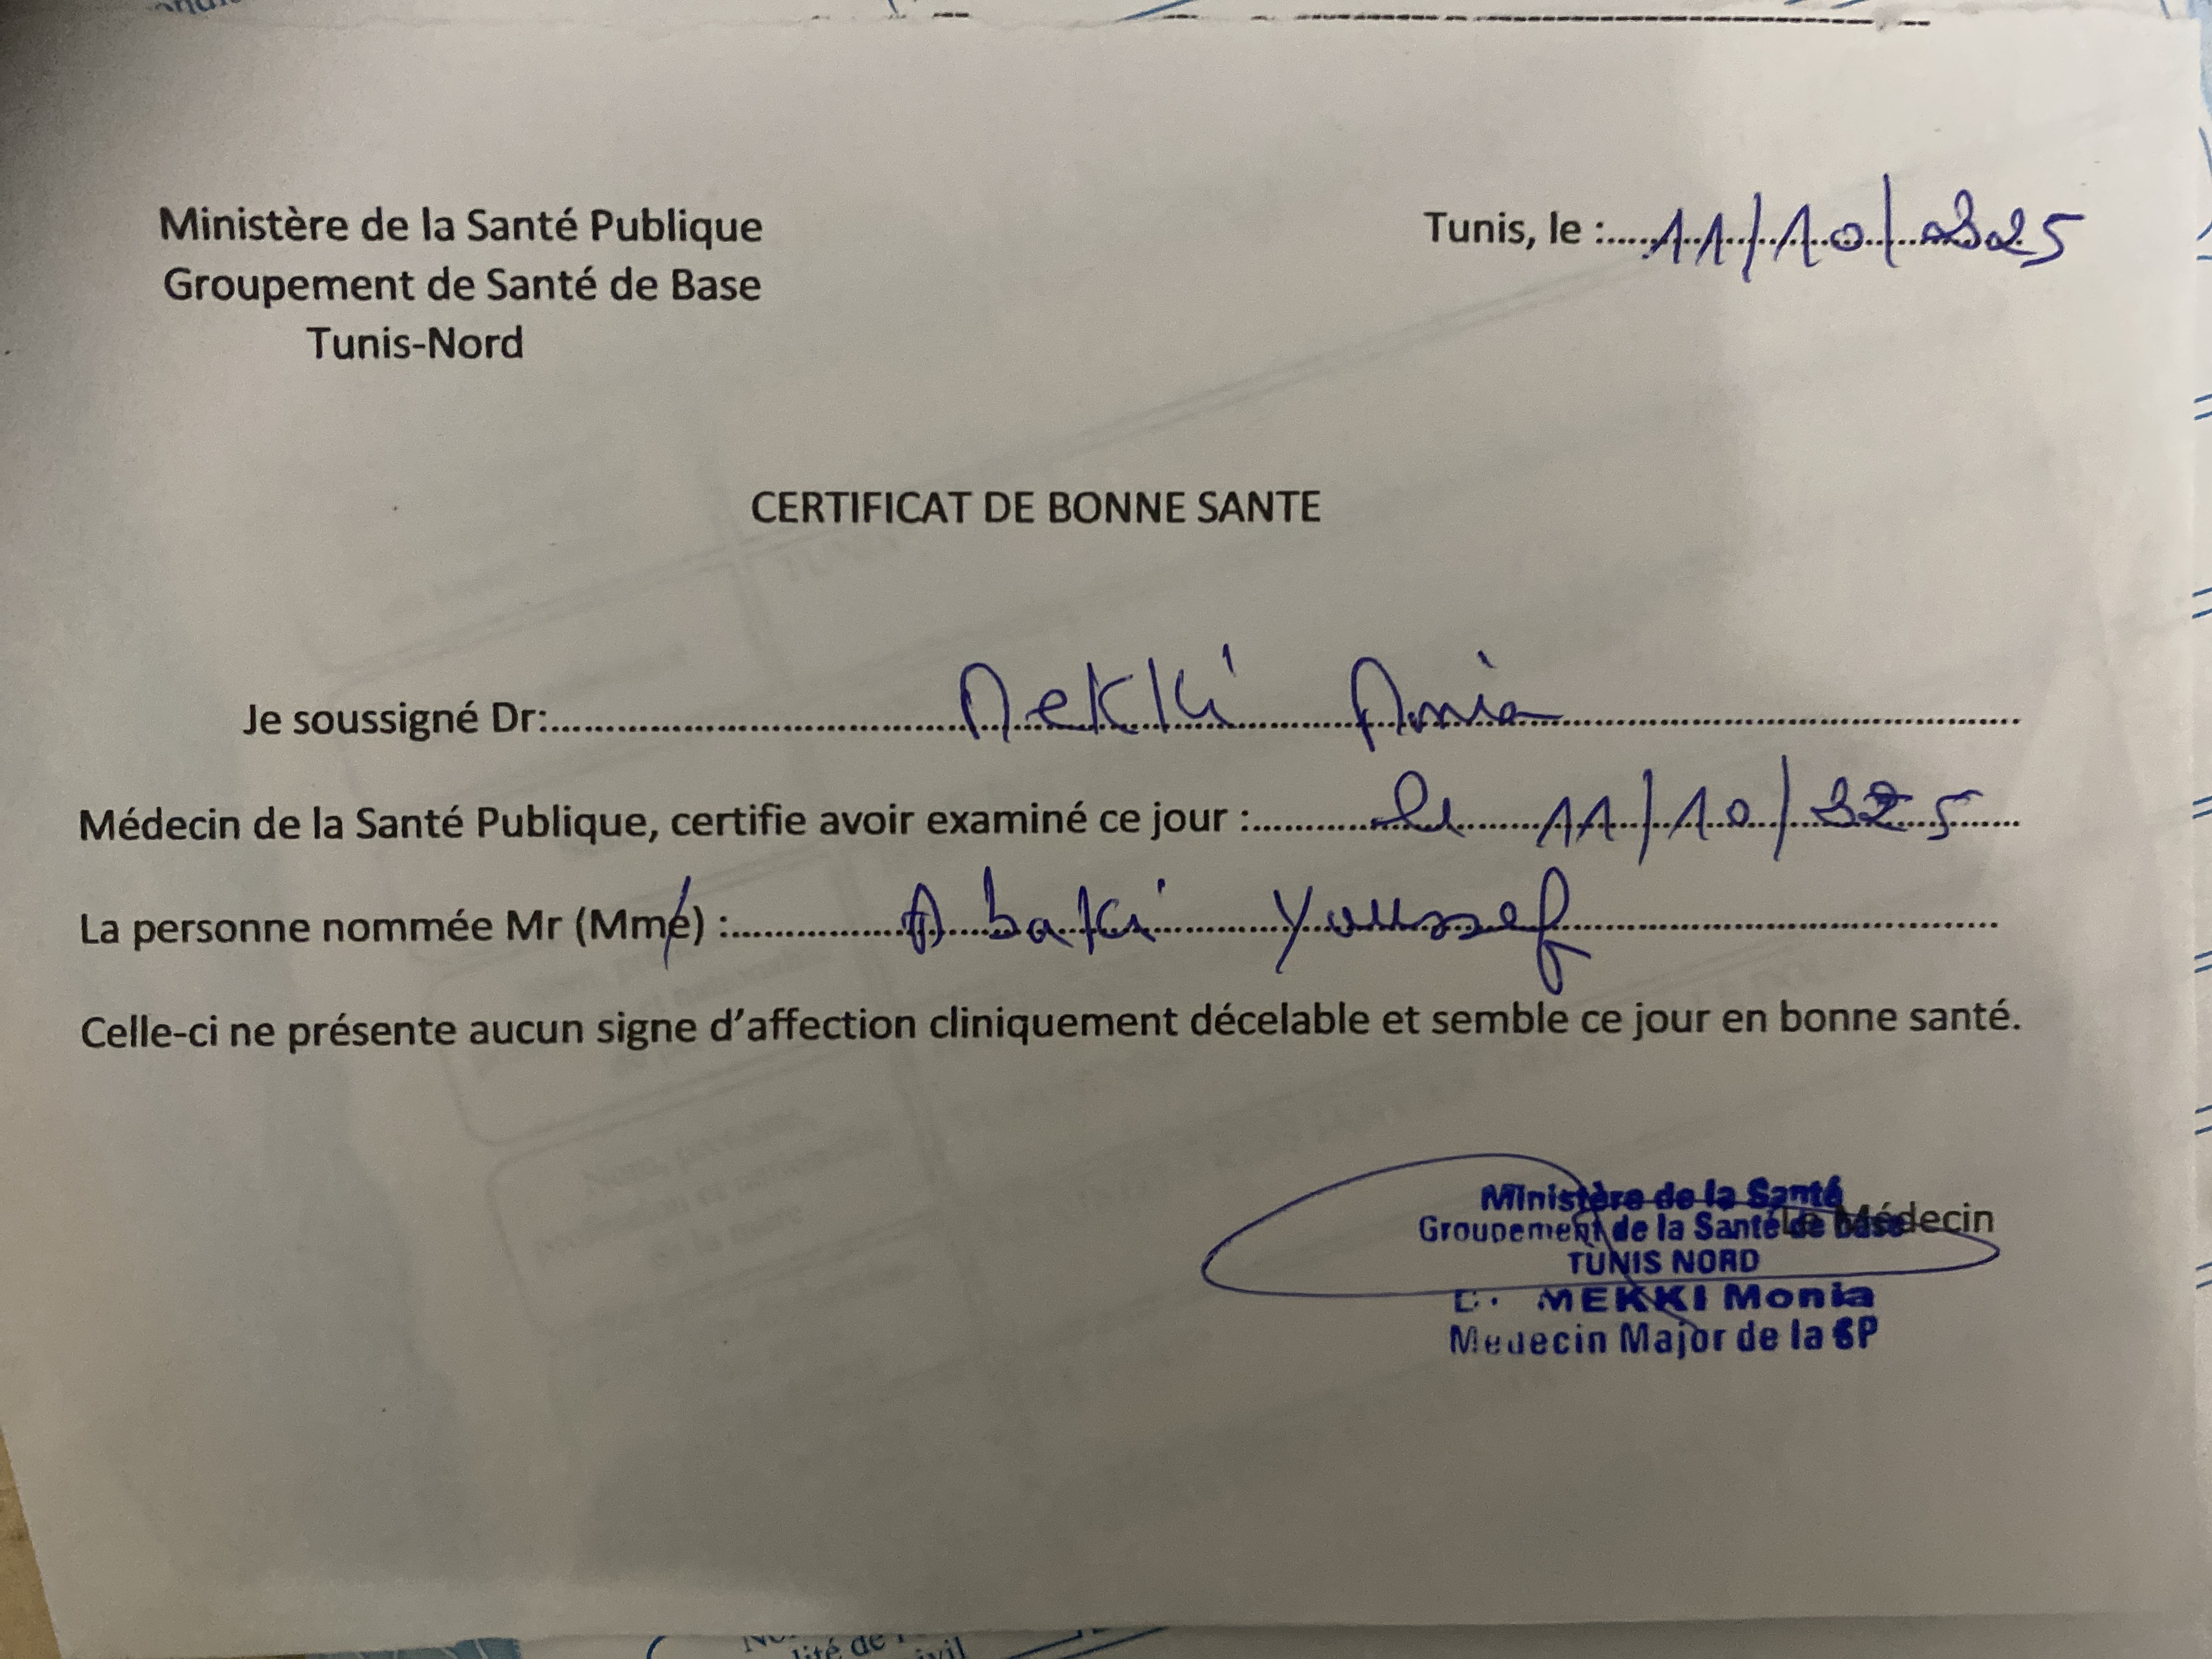 Ministère de la Santé Publique
Groupement de Santé de Base
Tunis-Nord
Tunis, le :....11/10/2025
CERTIFICAT DE BONNE SANTE
Je soussigné Dr:........Mekki Monia........
Médecin de la Santé Publique, certifie avoir examiné ce jour :........le 11/10/2025....
La personne nommée Mr (Mme) :........Abaki Youssef........
Celle-ci ne présente aucun signe d'affection cliniquement décelable et semble ce jour en bonne santé.
Le Médecin
Ministère de la Santé
Groupement de la Santé de base
TUNIS NORD
MEKKI Monia
Medecin Major de la SP